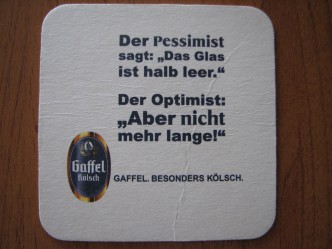 Der Pessimist
sagt: „Das Glas
ist halb leer.“
Der Optimist:
„Aber nicht
mehr lange!“
Gaffel
Kölsch
GAFFEL. BESONDERS KÖLSCH.